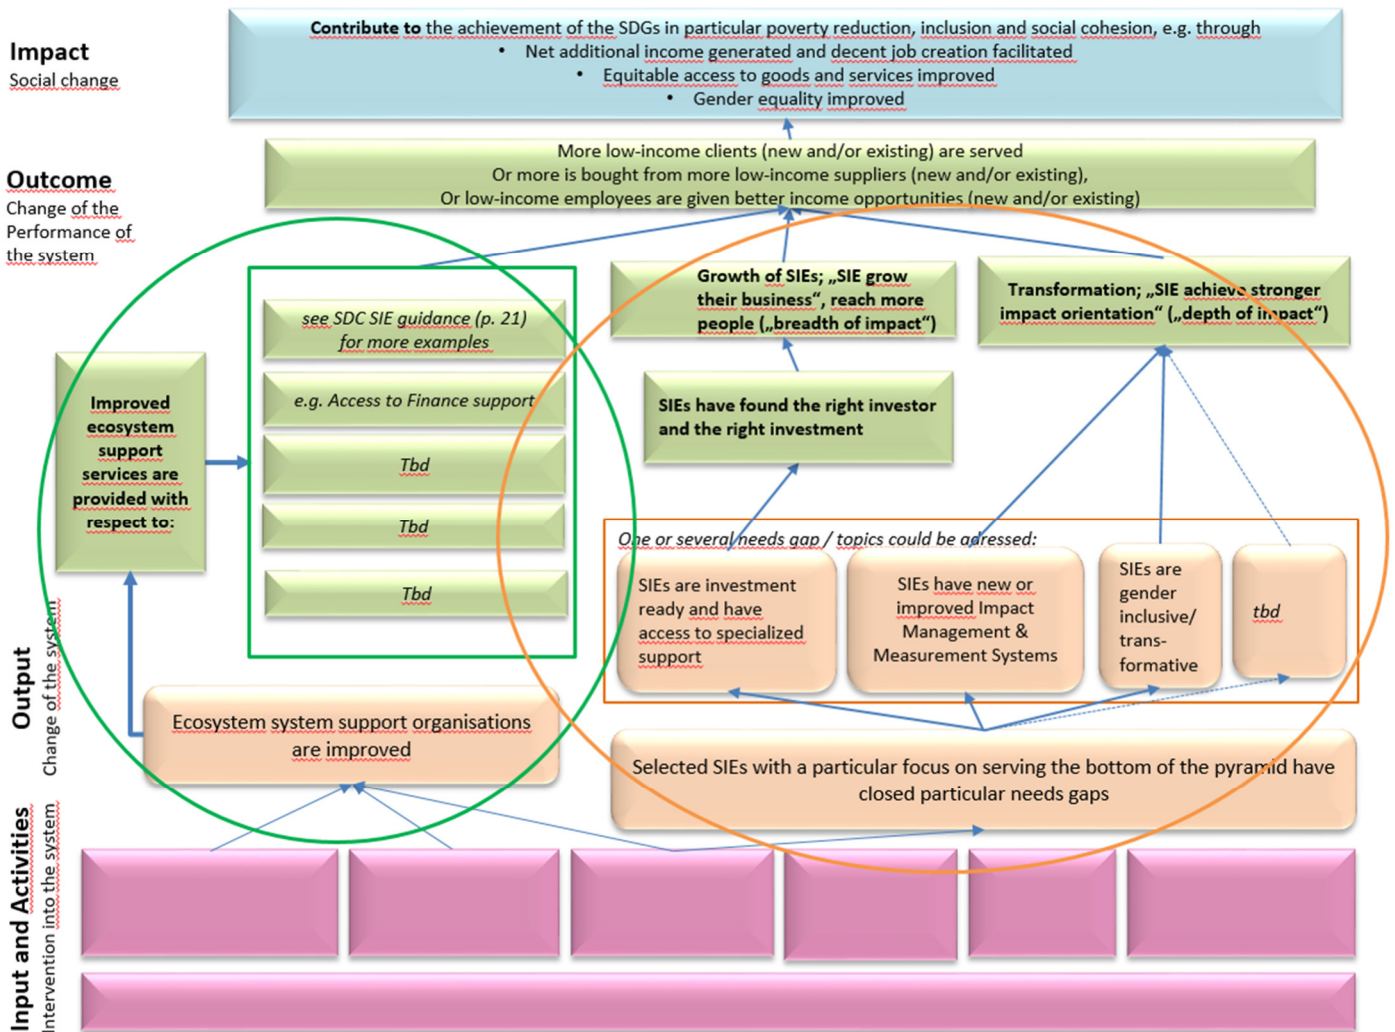 Impact
Social change
Contribute to the achievement of the SDGs in particular poverty reduction, inclusion and social cohesion, e.g. through
• Net additional income generated and decent job creation facilitated
• Equitable access to goods and services improved
• Gender equality improved
Outcome
Change of the
Performance of
the system
More low-income clients (new and/or existing) are served
Or more is bought from more low-income suppliers (new and/or existing),
Or low-income employees are given better income opportunities (new and/or existing)
Improved
ecosystem
support
services are
provided with
respect to:
see SDC SIE guidance (p. 21)
for more examples
e.g. Access to Finance support
Tbd
Tbd
Tbd
Growth of SIEs; „SIE grow
their business“, reach more
people („breadth of impact“)
Transformation; „SIE achieve stronger
impact orientation“ („depth of impact“)
SIEs have found the right investor
and the right investment
One or several needs gap / topics could be adressed:
SIEs are investment
ready and have
access to specialized
support
SIEs have new or
improved Impact
Management &
Measurement Systems
SIEs are
gender
inclusive/
trans-
formative
tbd
Output
Change of the system
Ecosystem system support organisations
are improved
Selected SIEs with a particular focus on serving the bottom of the pyramid have
closed particular needs gaps
Input and Activities
Intervention into the system